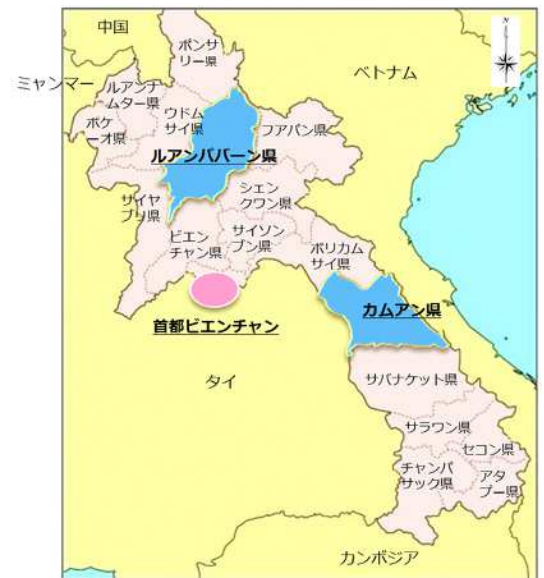 中国
N
ポンサ
リー県
ミャンマー
ベトナム
ルアンナ
ムター県
ウドム
サイ県
ボケ
ーオ県
フアパン県
ルアンパバーン県
シェン
クワン県
サイヤ
ブリ県
ビエン
チャン県
サイソン
ブン県
ボリカム
サイ県
カムアン県
首都ビエンチャン
タイ
サバナケット県
サラワン県
セコン県
チャンパ
サック県
アタ
プー県
カンボジア